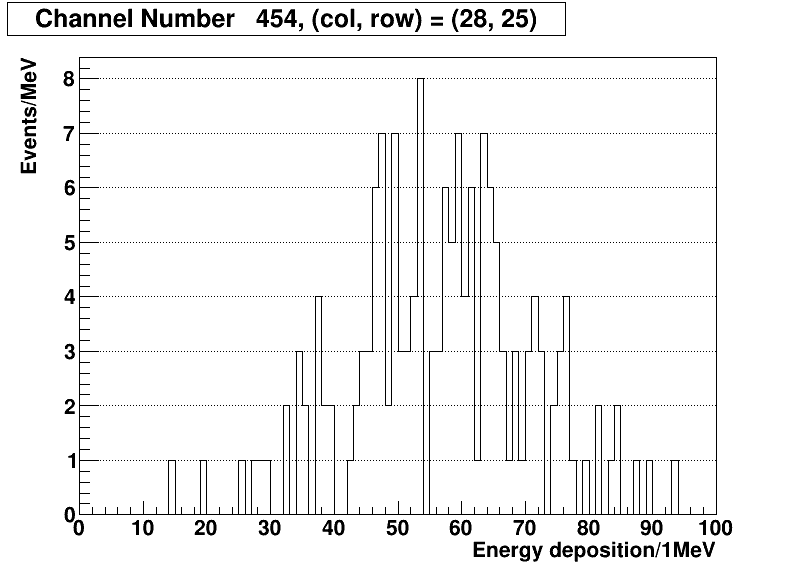 Channel Number 454, (col, row) = (28, 25)
Events/MeV
8
7
6
5
4
3
2
1
0
0 10 20 30 40 50 60 70 80 90 100
Energy deposition/1MeV